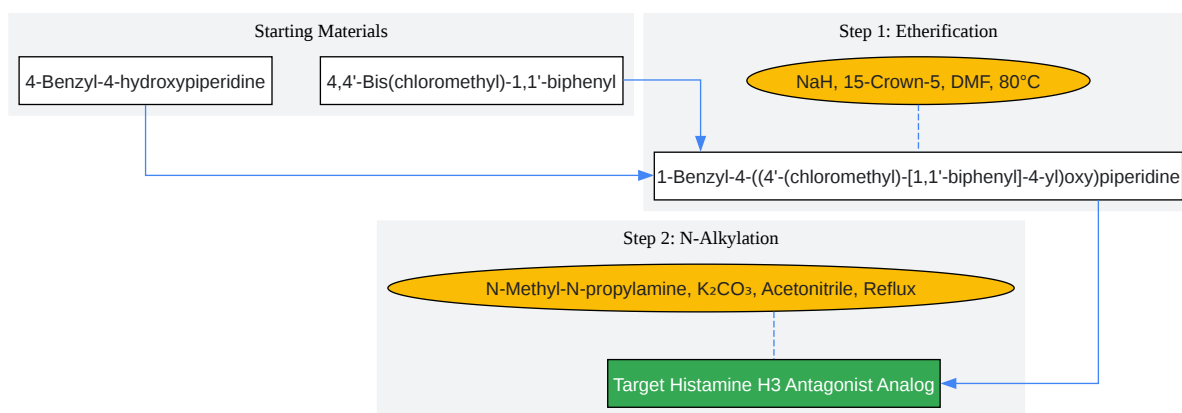 Starting Materials
Step 1: Etherification
4-Benzyl-4-hydroxypiperidine
4,4'-Bis(chloromethyl)-1,1'-biphenyl
NaH, 15-Crown-5, DMF, 80°C
1-Benzyl-4-((4'-(chloromethyl)-[1,1'-biphenyl]-4-yl)oxy)piperidine
Step 2: N-Alkylation
N-Methyl-N-propylamine, K₂CO₃, Acetonitrile, Reflux
Target Histamine H3 Antagonist Analog